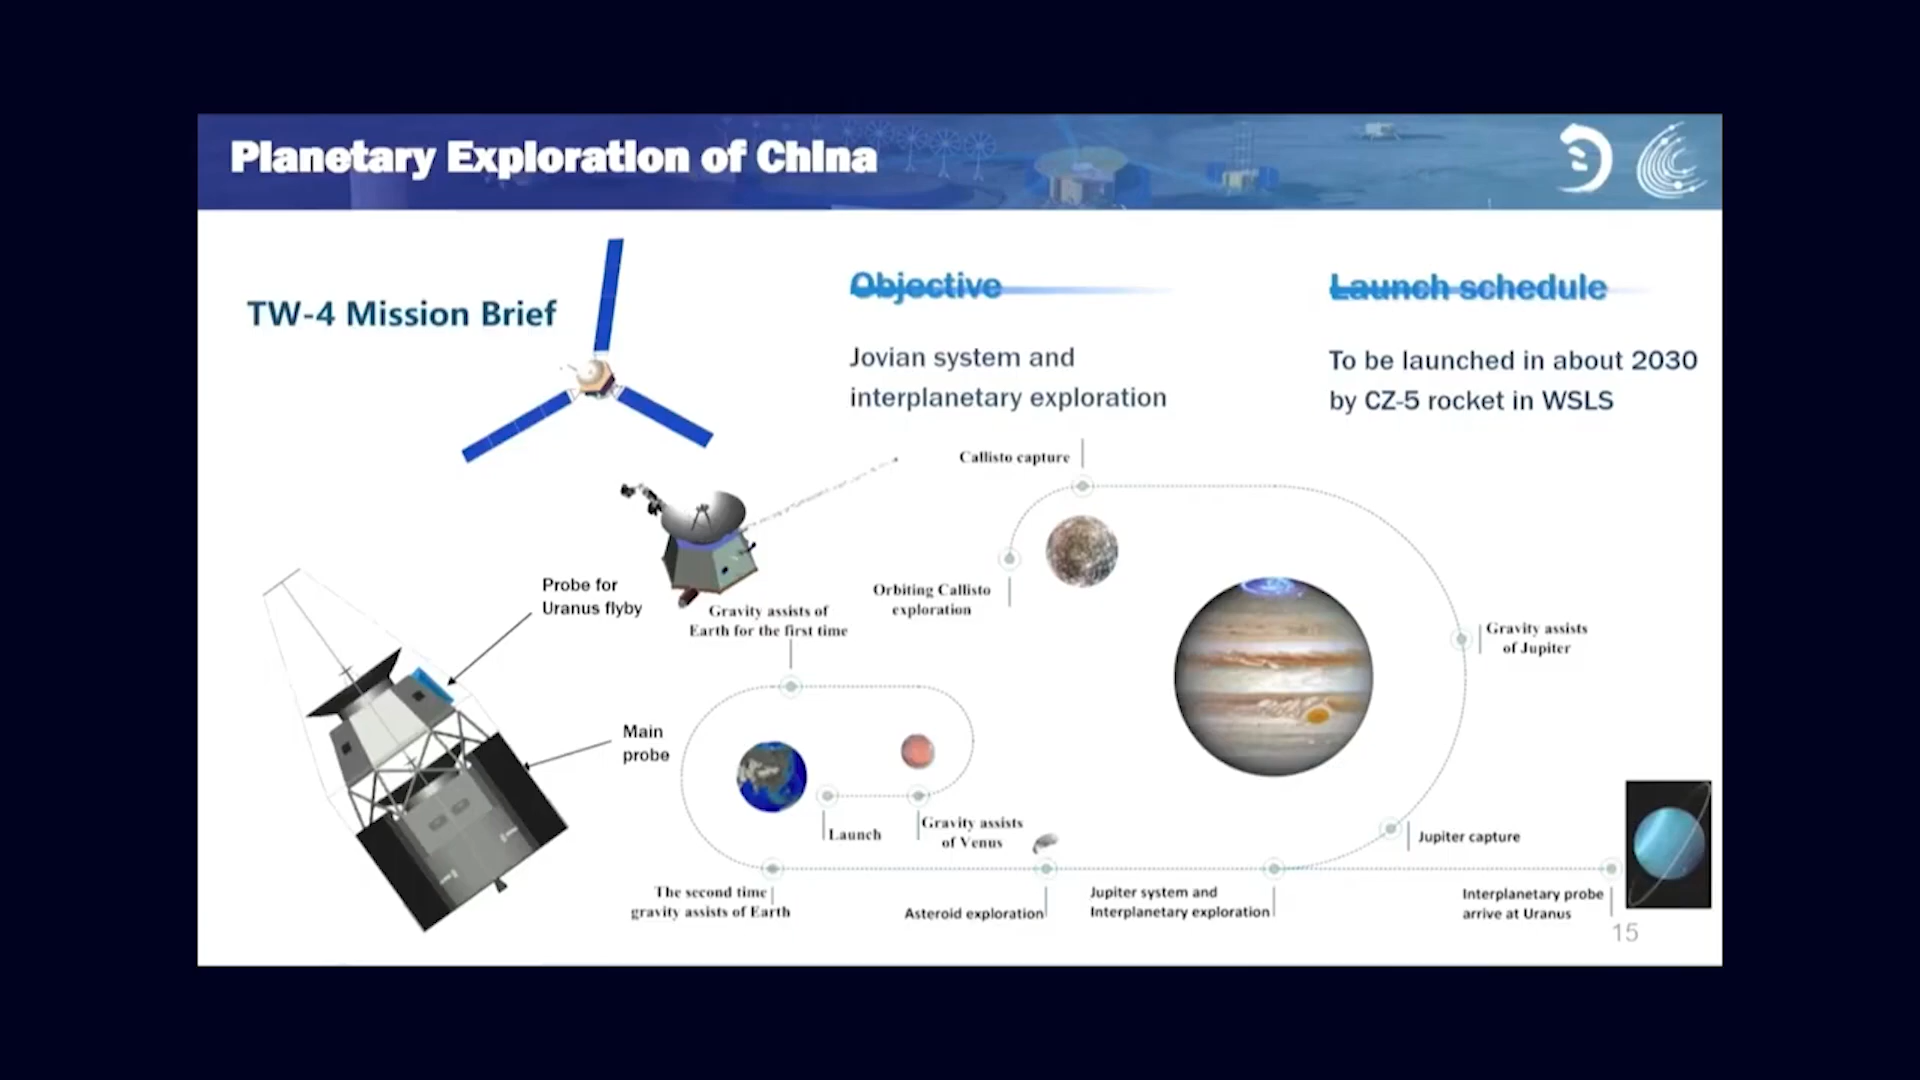 Planetary Exploration of China
TW-4 Mission Brief
Objective
Jovian system and
interplanetary exploration
Launch schedule
To be launched in about 2030
by CZ-5 rocket in WSLS
Callisto capture
Orbiting Callisto
exploration
Probe for
Uranus flyby
Gravity assists of
Earth for the first time
Gravity assists
of Jupiter
Main
probe
Launch
Gravity assists
of Venus
Jupiter capture
The second time
gravity assists of Earth
Asteroid exploration
Jupiter system and
Interplanetary exploration
Interplanetary probe
arrive at Uranus
15